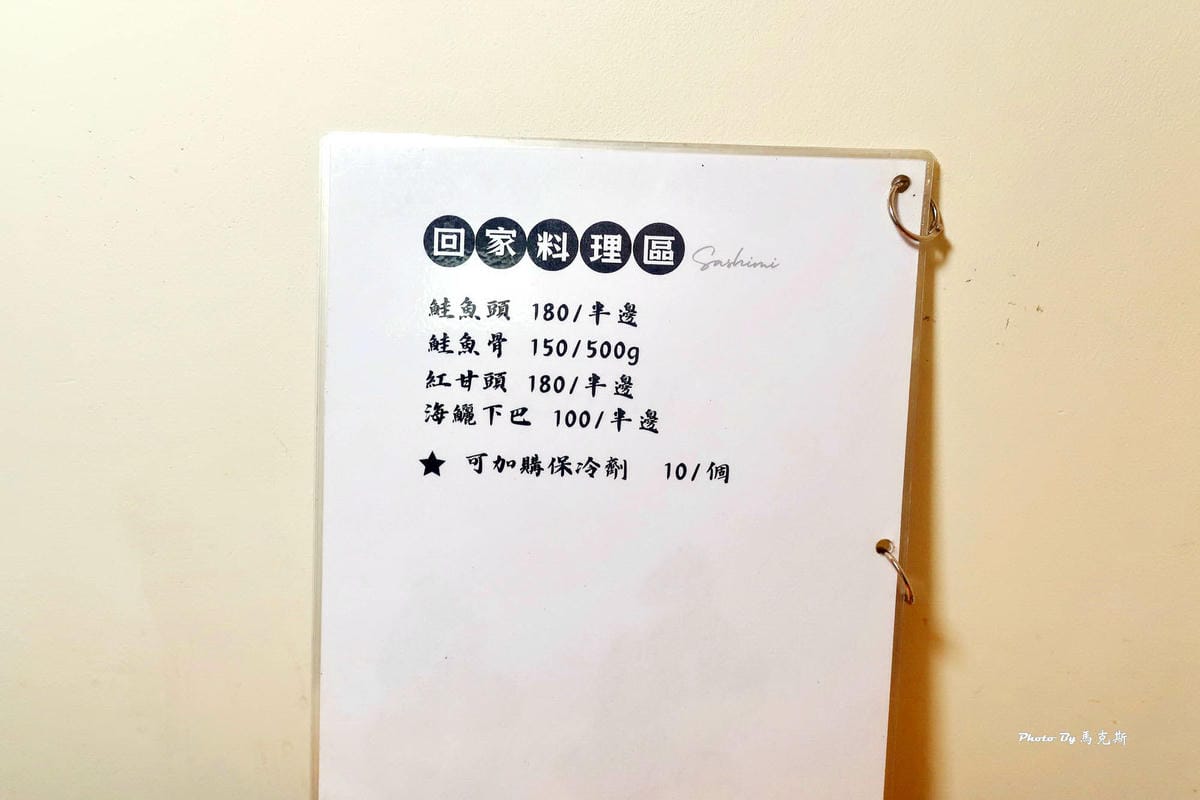 回家料理區 Sashimi
鮭魚頭 180/半邊
鮭魚骨 150/500g
紅甘頭 180/半邊
海鱺下巴 100/半邊
★ 可加購保冷劑 10/個
Photo By 馬克斯